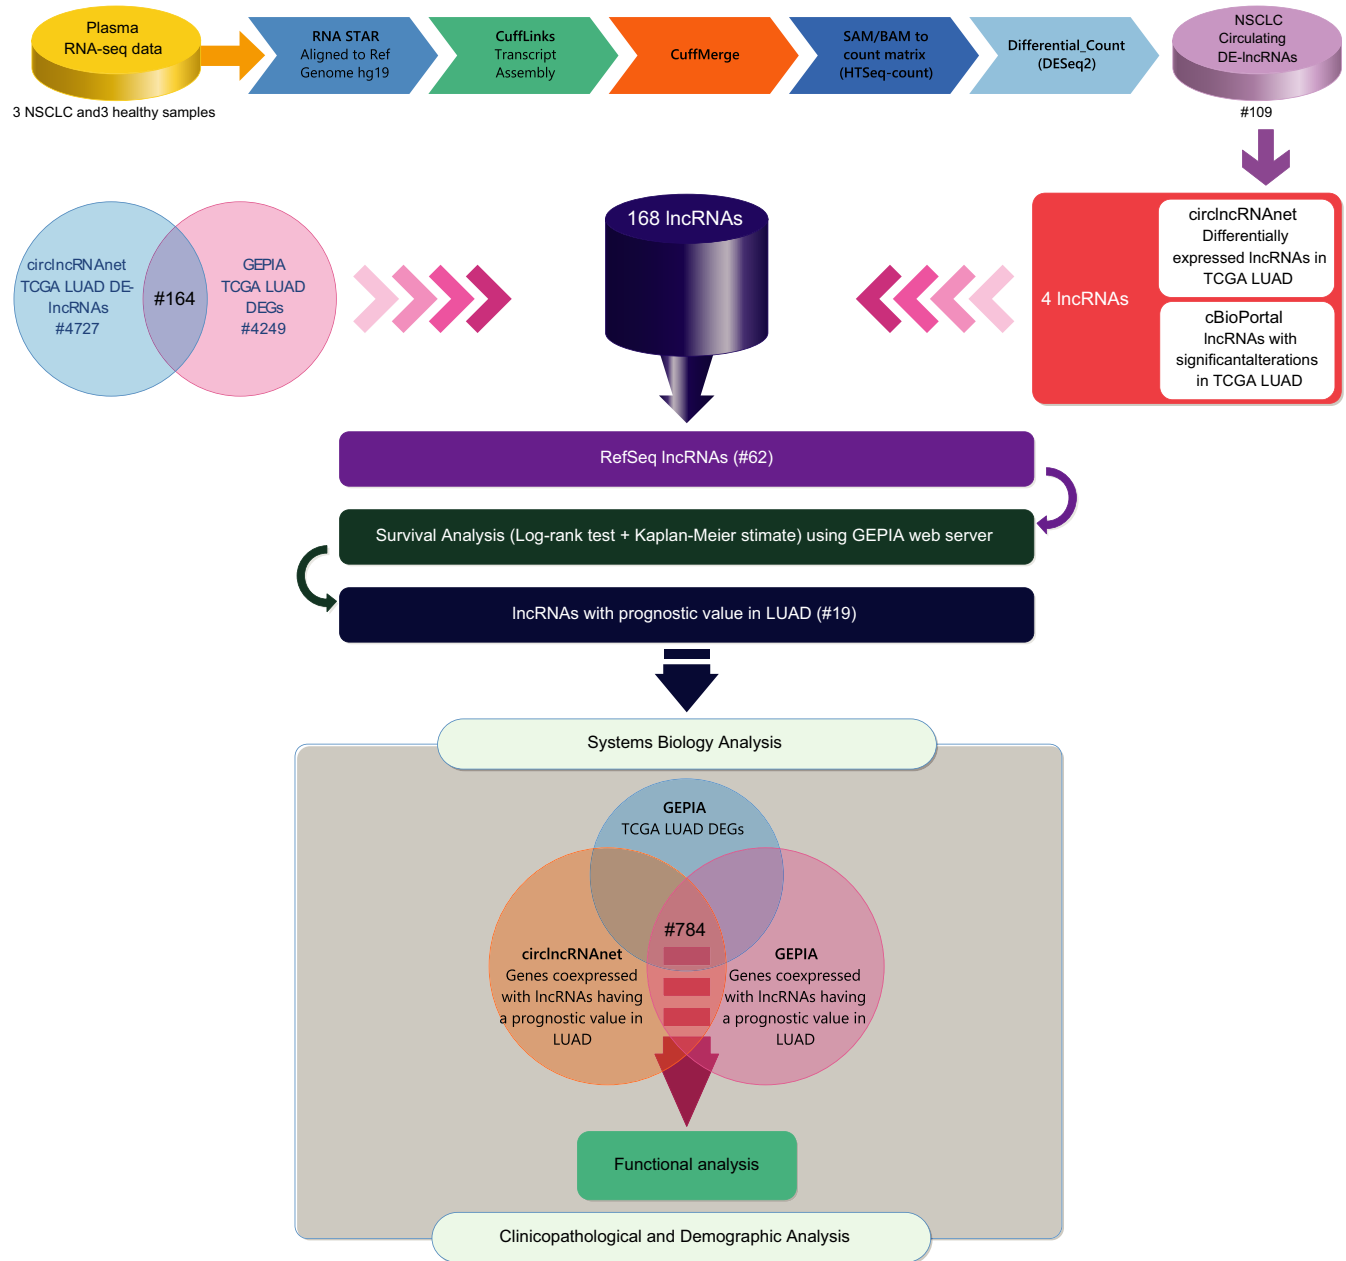 Plasma
RNA-seq data
3 NSCLC and3 healthy samples
RNA STAR
Aligned to Ref
Genome hg19
CuffLinks
Transcript
Assembly
CuffMerge
SAM/BAM to
count matrix
(HTSeq-count)
Differential_Count
(DESeq2)
NSCLC
Circulating
DE-lncRNAs
#109
circlncRNAnet
TCGA LUAD DE-
lncRNAs
#4727
#164
GEPIA
TCGA LUAD
DEGs
#4249
168 lncRNAs
4 lncRNAs
circlncRNAnet
Differentially
expressed lncRNAs in
TCGA LUAD
cBioPortal
lncRNAs with
significantalterations
in TCGA LUAD
RefSeq lncRNAs (#62)
Survival Analysis (Log-rank test + Kaplan-Meier stimate) using GEPIA web server
lncRNAs with prognostic value in LUAD (#19)
Systems Biology Analysis
GEPIA
TCGA LUAD DEGs
#784
circlncRNAnet
Genes coexpressed
with lncRNAs having
a prognostic value in
LUAD
GEPIA
Genes coexpressed
with lncRNAs having
a prognostic value in
LUAD
Functional analysis
Clinicopathological and Demographic Analysis